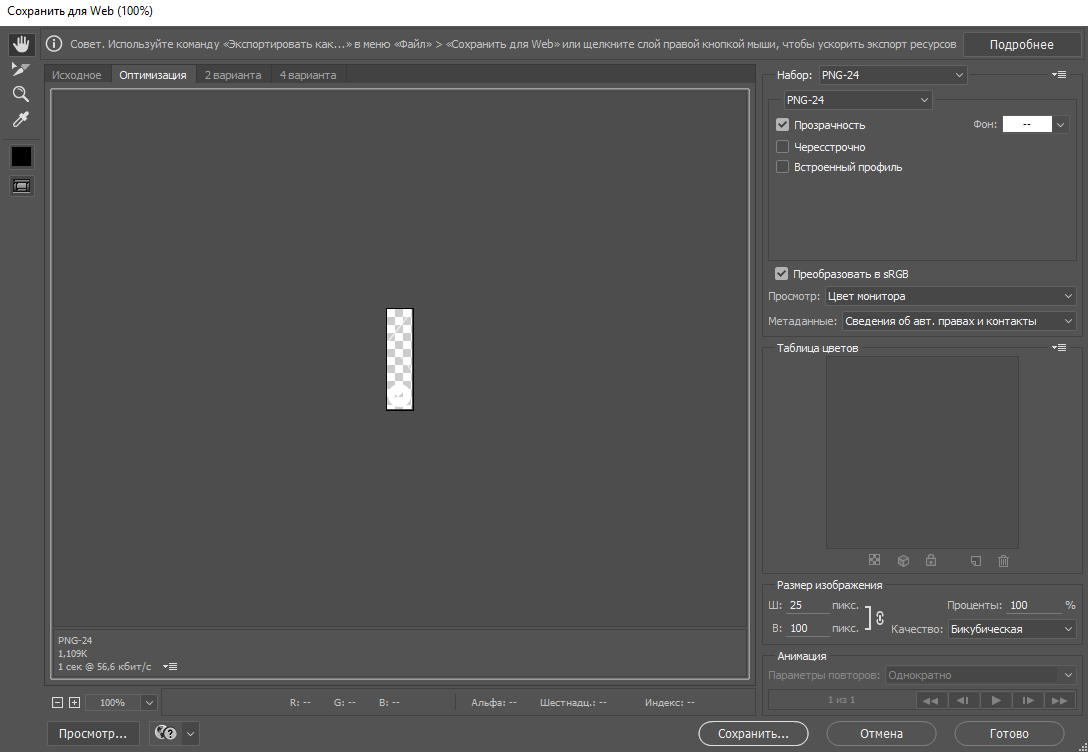 Сохранить для Web (100%)
Совет. Используйте команду «Экспортировать как...» в меню «Файл» > «Сохранить для Web» или щелкните слой правой кнопкой мыши, чтобы ускорить экспорт ресурсов
Подробнее
Исходное
Оптимизация
2 варианта
4 варианта
Набор: PNG-24
PNG-24
Прозрачность
Фон: --
Чересстрочно
Встроенный профиль
Преобразовать в sRGB
Просмотр: Цвет монитора
Метаданные: Сведения об авт. правах и контакты
Таблица цветов
Размер изображения
Ш: 25 пикс.
Проценты: 100 %
В: 100 пикс.
Качество: Бикубическая
PNG-24
1,109K
1 сек @ 56,6 кбит/с
Анимация
Параметры повторов: Однократно
1 из 1
100%
R: --
G: --
B: --
Альфа: --
Шестнадц.: --
Индекс: --
Просмотр...
Сохранить...
Отмена
Готово